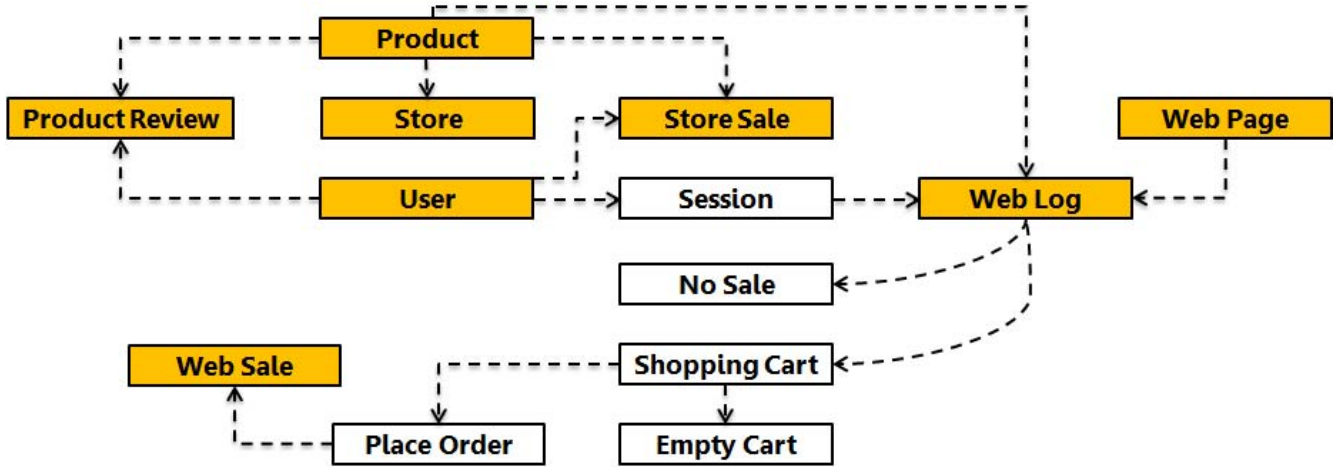 Product
Product Review
Store
Store Sale
Web Page
User
Session
Web Log
No Sale
Shopping Cart
Web Sale
Place Order
Empty Cart